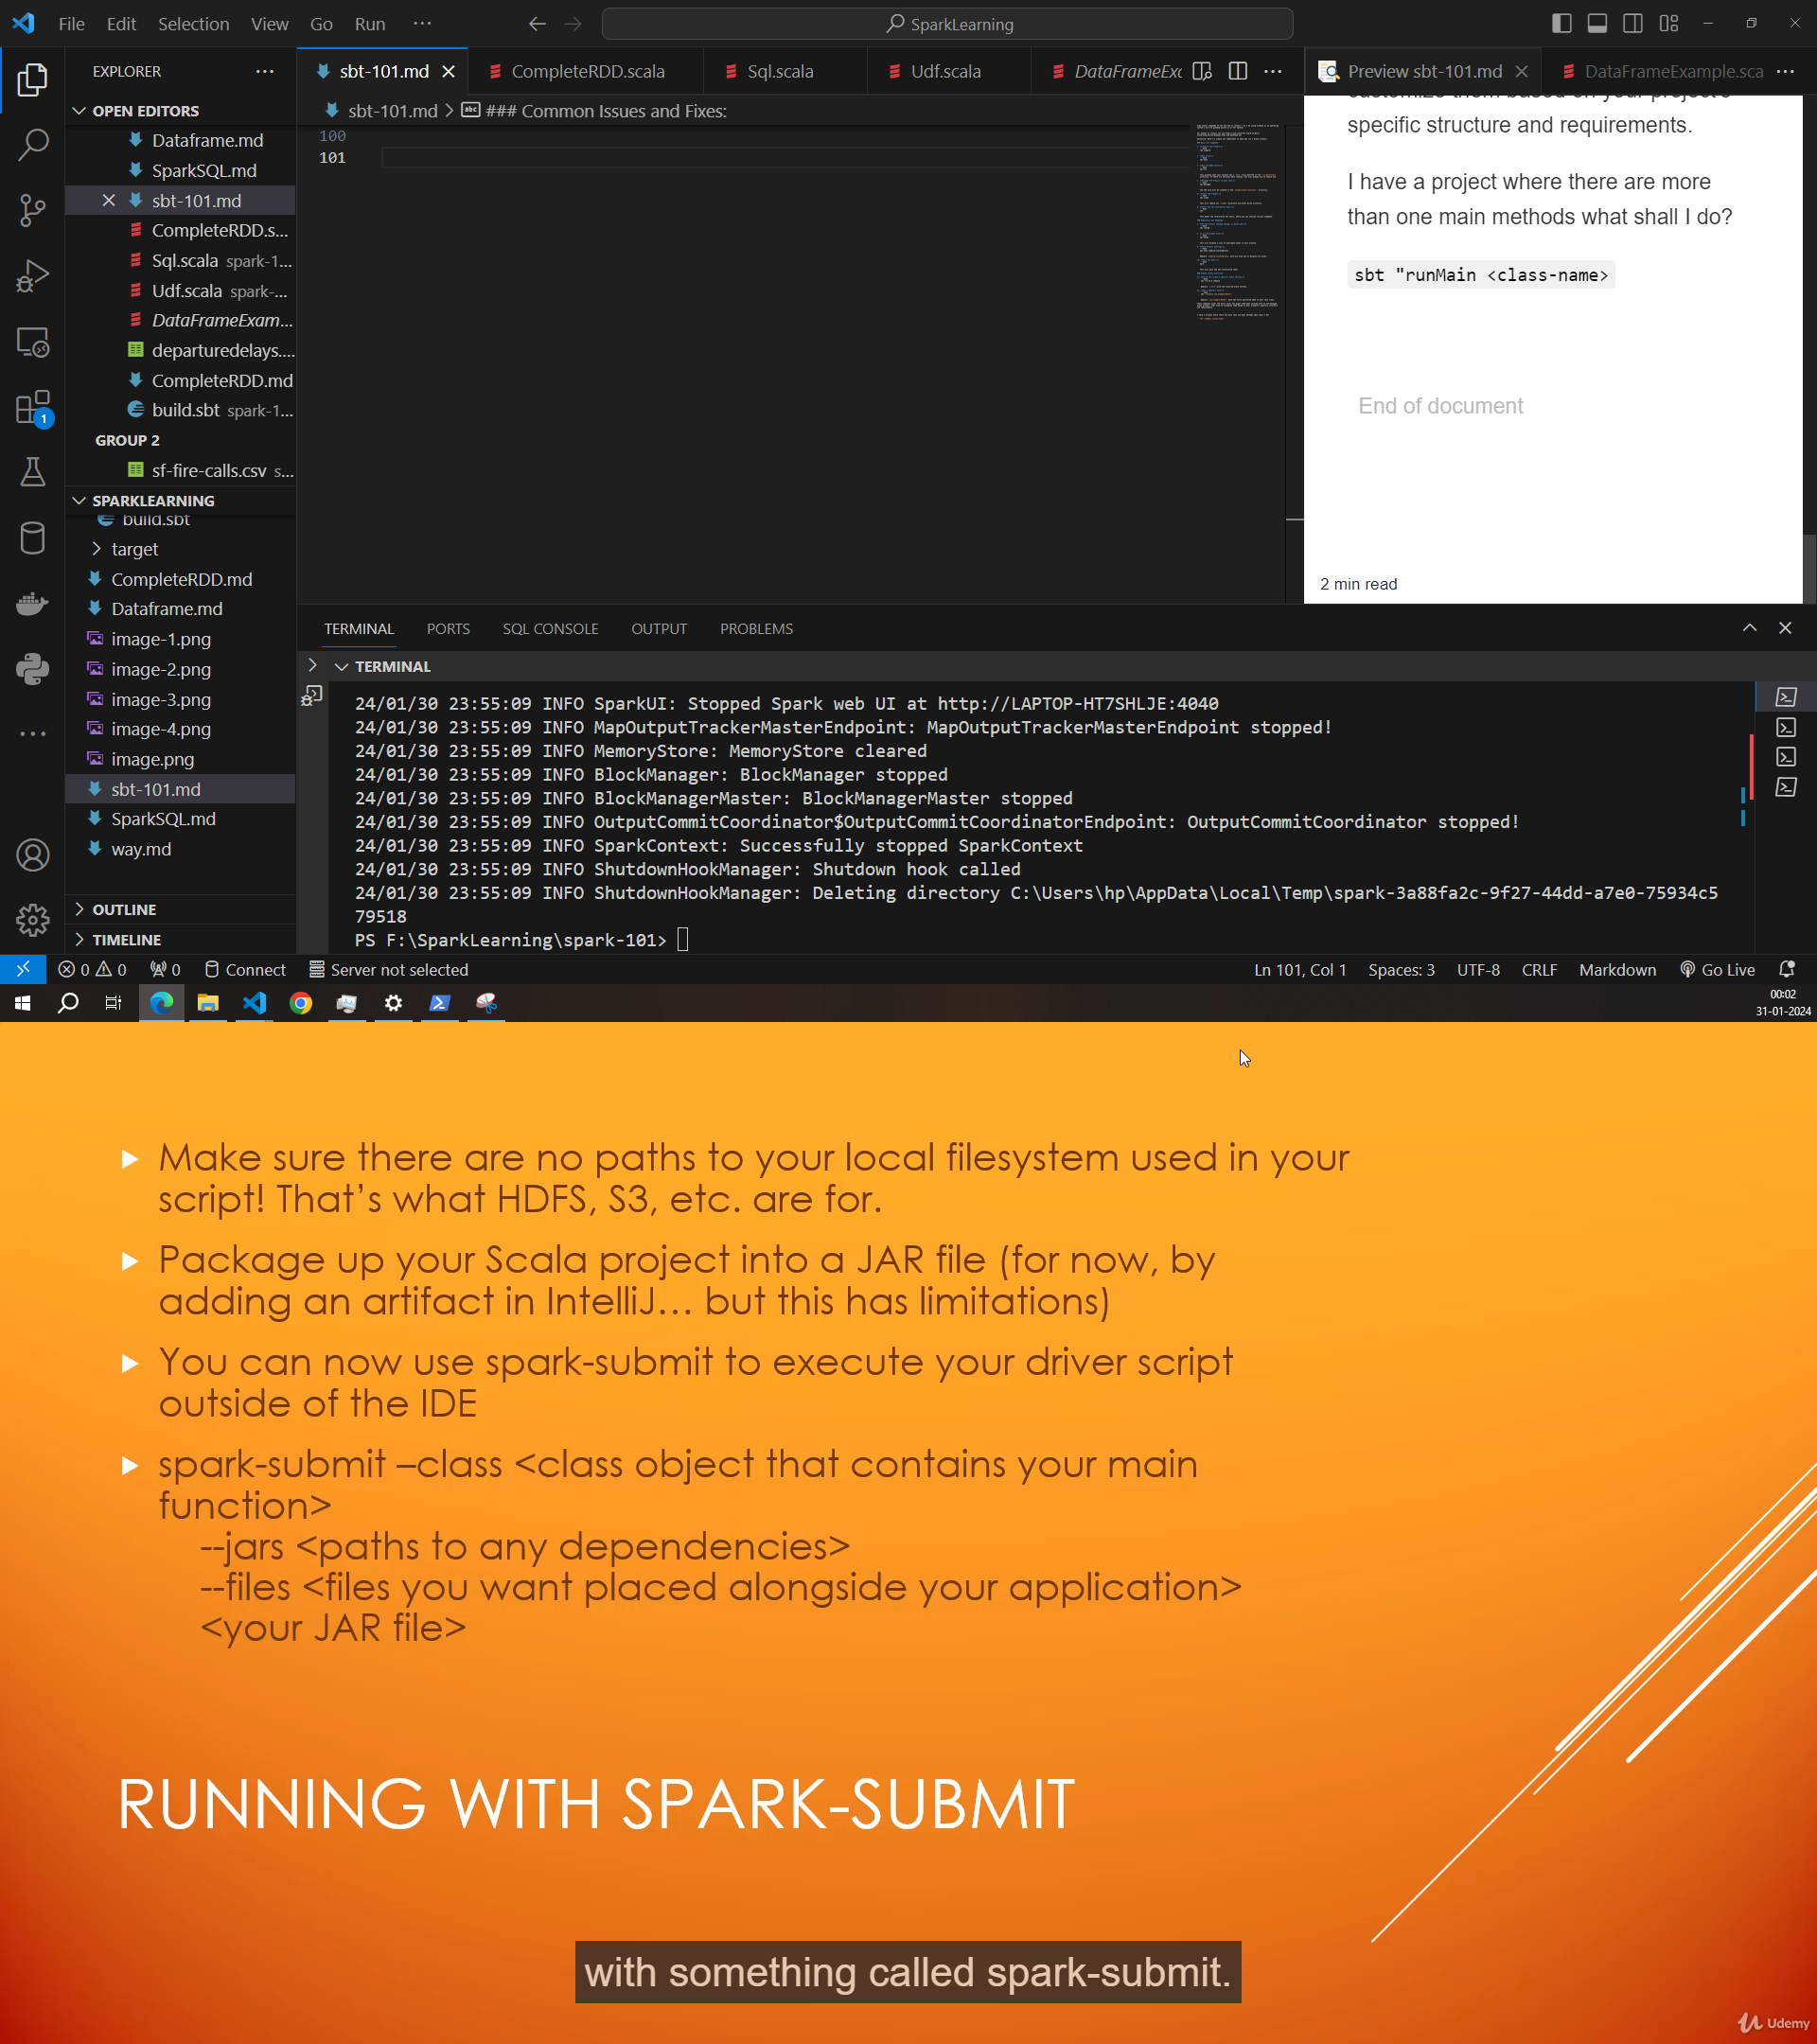 File Edit Selection View Go Run ···
SparkLearning
EXPLORER ···
OPEN EDITORS
Dataframe.md
SparkSQL.md
sbt-101.md
CompleteRDD.s...
Sql.scala spark-1...
Udf.scala spark-...
DataFrameExam...
departuredelays....
CompleteRDD.md
build.sbt spark-1...
GROUP 2
sf-fire-calls.csv s...
SPARKLEARNING
build.sbt
target
CompleteRDD.md
Dataframe.md
image-1.png
image-2.png
image-3.png
image-4.png
image.png
sbt-101.md
SparkSQL.md
way.md
OUTLINE
TIMELINE
1
sbt-101.md CompleteRDD.scala Sql.scala Udf.scala DataFrameExc ···
sbt-101.md > abc ### Common Issues and Fixes:
100
101
Preview sbt-101.md DataFrameExample.sca ···
customize them based on your project's
specific structure and requirements.
I have a project where there are more
than one main methods what shall I do?
sbt "runMain <class-name>
End of document
2 min read
TERMINAL PORTS SQL CONSOLE OUTPUT PROBLEMS
TERMINAL
24/01/30 23:55:09 INFO SparkUI: Stopped Spark web UI at http://LAPTOP-HT7SHLJE:4040
24/01/30 23:55:09 INFO MapOutputTrackerMasterEndpoint: MapOutputTrackerMasterEndpoint stopped!
24/01/30 23:55:09 INFO MemoryStore: MemoryStore cleared
24/01/30 23:55:09 INFO BlockManager: BlockManager stopped
24/01/30 23:55:09 INFO BlockManagerMaster: BlockManagerMaster stopped
24/01/30 23:55:09 INFO OutputCommitCoordinator$OutputCommitCoordinatorEndpoint: OutputCommitCoordinator stopped!
24/01/30 23:55:09 INFO SparkContext: Successfully stopped SparkContext
24/01/30 23:55:09 INFO ShutdownHookManager: Shutdown hook called
24/01/30 23:55:09 INFO ShutdownHookManager: Deleting directory C:\Users\hp\AppData\Local\Temp\spark-3a88fa2c-9f27-44dd-a7e0-75934c5
79518
PS F:\SparkLearning\spark-101>
0 0 0 Connect Server not selected Ln 101, Col 1 Spaces: 3 UTF-8 CRLF Markdown Go Live
00:02
31-01-2024
Make sure there are no paths to your local filesystem used in your
script! That's what HDFS, S3, etc. are for.
Package up your Scala project into a JAR file (for now, by
adding an artifact in IntelliJ… but this has limitations)
You can now use spark-submit to execute your driver script
outside of the IDE
spark-submit –class <class object that contains your main
function>
--jars <paths to any dependencies>
--files <files you want placed alongside your application>
<your JAR file>
RUNNING WITH SPARK-SUBMIT
with something called spark-submit.
Udemy